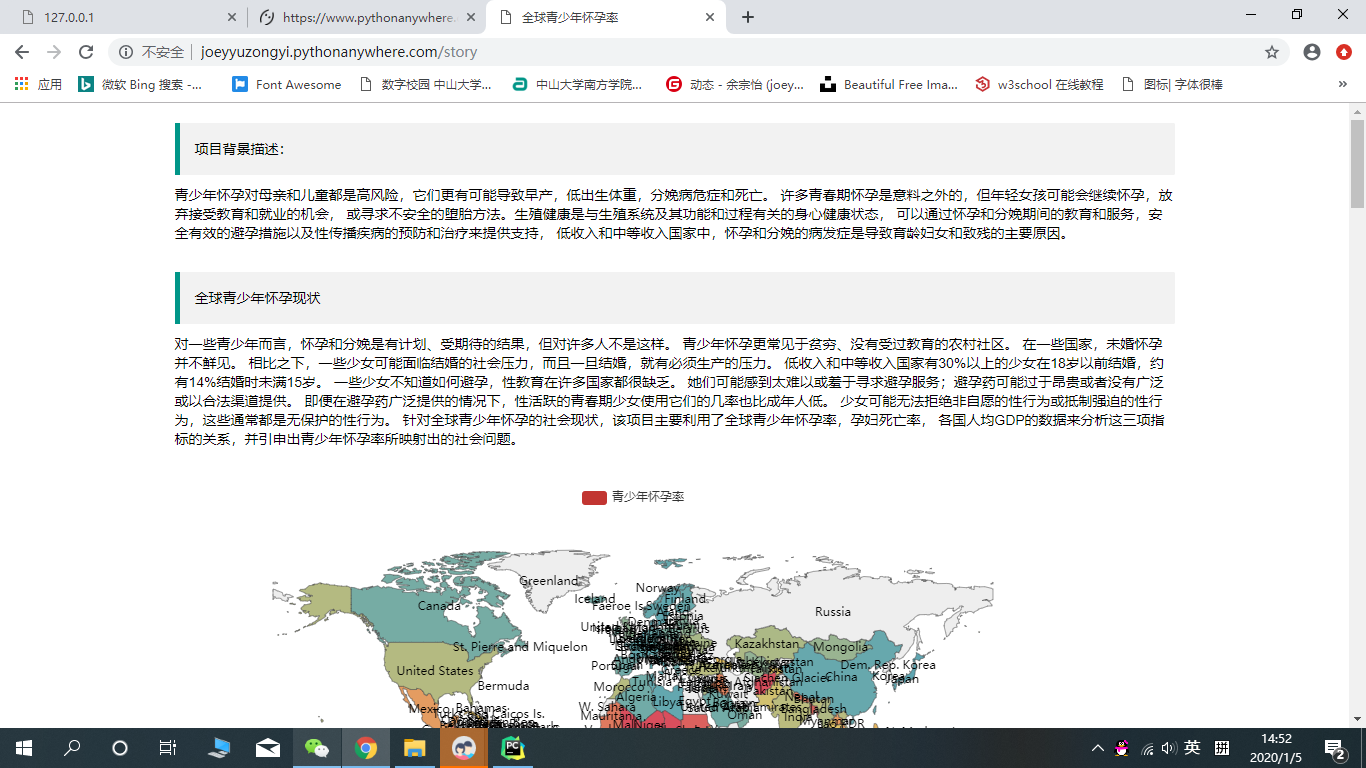 127.0.0.1
https://www.pythonanywhere.
全球青少年怀孕率
不安全
joeyyuzongyi.pythonanywhere.com/story
应用
微软 Bing 搜索 -...
Font Awesome
数字校园 中山大学...
中山大学南方学院...
动态 - 余宗怡 (joey...
Beautiful Free Ima...
w3school 在线教程
图标| 字体很棒
»
项目背景描述:
青少年怀孕对母亲和儿童都是高风险，它们更有可能导致早产，低出生体重，分娩病危症和死亡。 许多青春期怀孕是意料之外的，但年轻女孩可能会继续怀孕，放
弃接受教育和就业的机会， 或寻求不安全的堕胎方法。生殖健康是与生殖系统及其功能和过程有关的身心健康状态， 可以通过怀孕和分娩期间的教育和服务，安
全有效的避孕措施以及性传播疾病的预防和治疗来提供支持， 低收入和中等收入国家中，怀孕和分娩的病发症是导致育龄妇女和致残的主要原因。
全球青少年怀孕现状
对一些青少年而言，怀孕和分娩是有计划、受期待的结果，但对许多人不是这样。 青少年怀孕更常见于贫穷、没有受过教育的农村社区。 在一些国家，未婚怀孕
并不鲜见。 相比之下，一些少女可能面临结婚的社会压力，而且一旦结婚，就有必须生产的压力。 低收入和中等收入国家有30%以上的少女在18岁以前结婚，约
有14%结婚时未满15岁。 一些少女不知道如何避孕，性教育在许多国家都很缺乏。 她们可能感到太难以或羞于寻求避孕服务；避孕药可能过于昂贵或者没有广泛
或以合法渠道提供。 即便在避孕药广泛提供的情况下，性活跃的青春期少女使用它们的几率也比成年人低。 少女可能无法拒绝非自愿的性行为或抵制强迫的性行
为，这些通常都是无保护的性行为。 针对全球青少年怀孕的社会现状，该项目主要利用了全球青少年怀孕率，孕妇死亡率， 各国人均GDP的数据来分析这三项指
标的关系，并引申出青少年怀孕率所映射出的社会问题。
青少年怀孕率
Greenland
Norway
Iceland
Finland
Canada
Faeroe Is.
Sweden
Russia
St. Pierre and Miquelon
Kazakhstan
Mongolia
United States
Dem. Rep. Korea
China
Korea
Japan
Siachen Glacier
Bermuda
Morocco
Tunisia
Algeria
Libya
Egypt
Kuwait
Nepal
Bhutan
Bangladesh
India
Oman
W. Sahara
Mauritania
Niger
Mexico
Bahamas
英
拼
14:52
2020/1/5
2